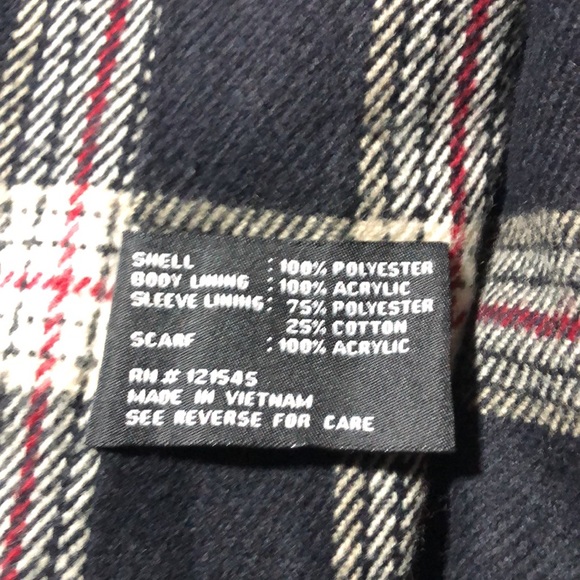 SHELL : 100% POLYESTER
BODY LINING : 100% ACRYLIC
SLEEVE LINING : 75% POLYESTER
25% COTTON
SCARF : 100% ACRYLIC
RN# 121545
MADE IN VIETNAM
SEE REVERSE FOR CARE